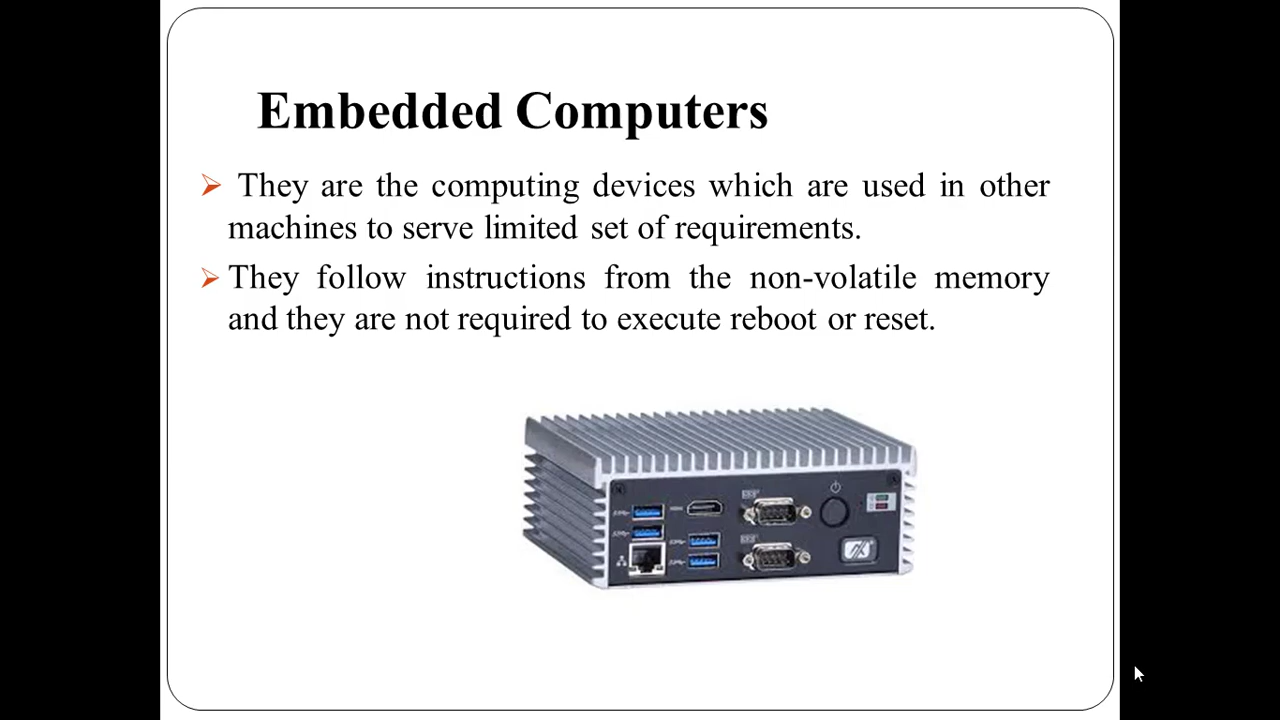 Embedded Computers
They are the computing devices which are used in other
machines to serve limited set of requirements.
They follow instructions from the non-volatile memory
and they are not required to execute reboot or reset.